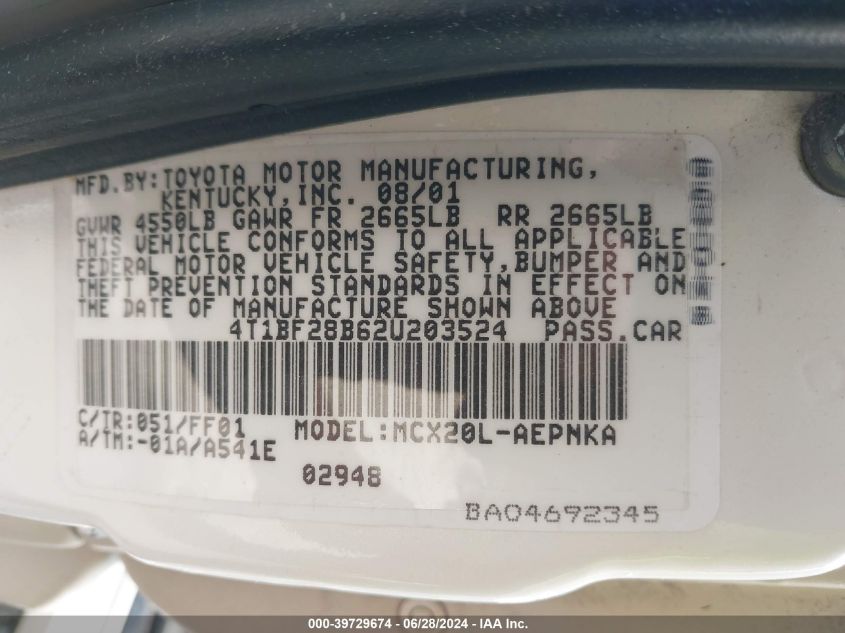 MFD.BY:TOYOTA MOTOR MANUFACTURING,
KENTUCKY,INC. 08/01
GVWR 4550LB GAWR FR 2665LB RR 2665LB
THIS VEHICLE CONFORMS TO ALL APPLICABLE
FEDERAL MOTOR VEHICLE SAFETY,BUMPER AND
THEFT PREVENTION STANDARDS IN EFFECT ON
THE DATE OF MANUFACTURE SHOWN ABOVE
4T1BF28B62U203524 PASS.CAR
C/TR:051/FF01 MODEL:MCX20L-AEPNKA
A/TM:-01A/A541E
02948
BA04692345
000-39729674 - 06/28/2024 - IAA Inc.